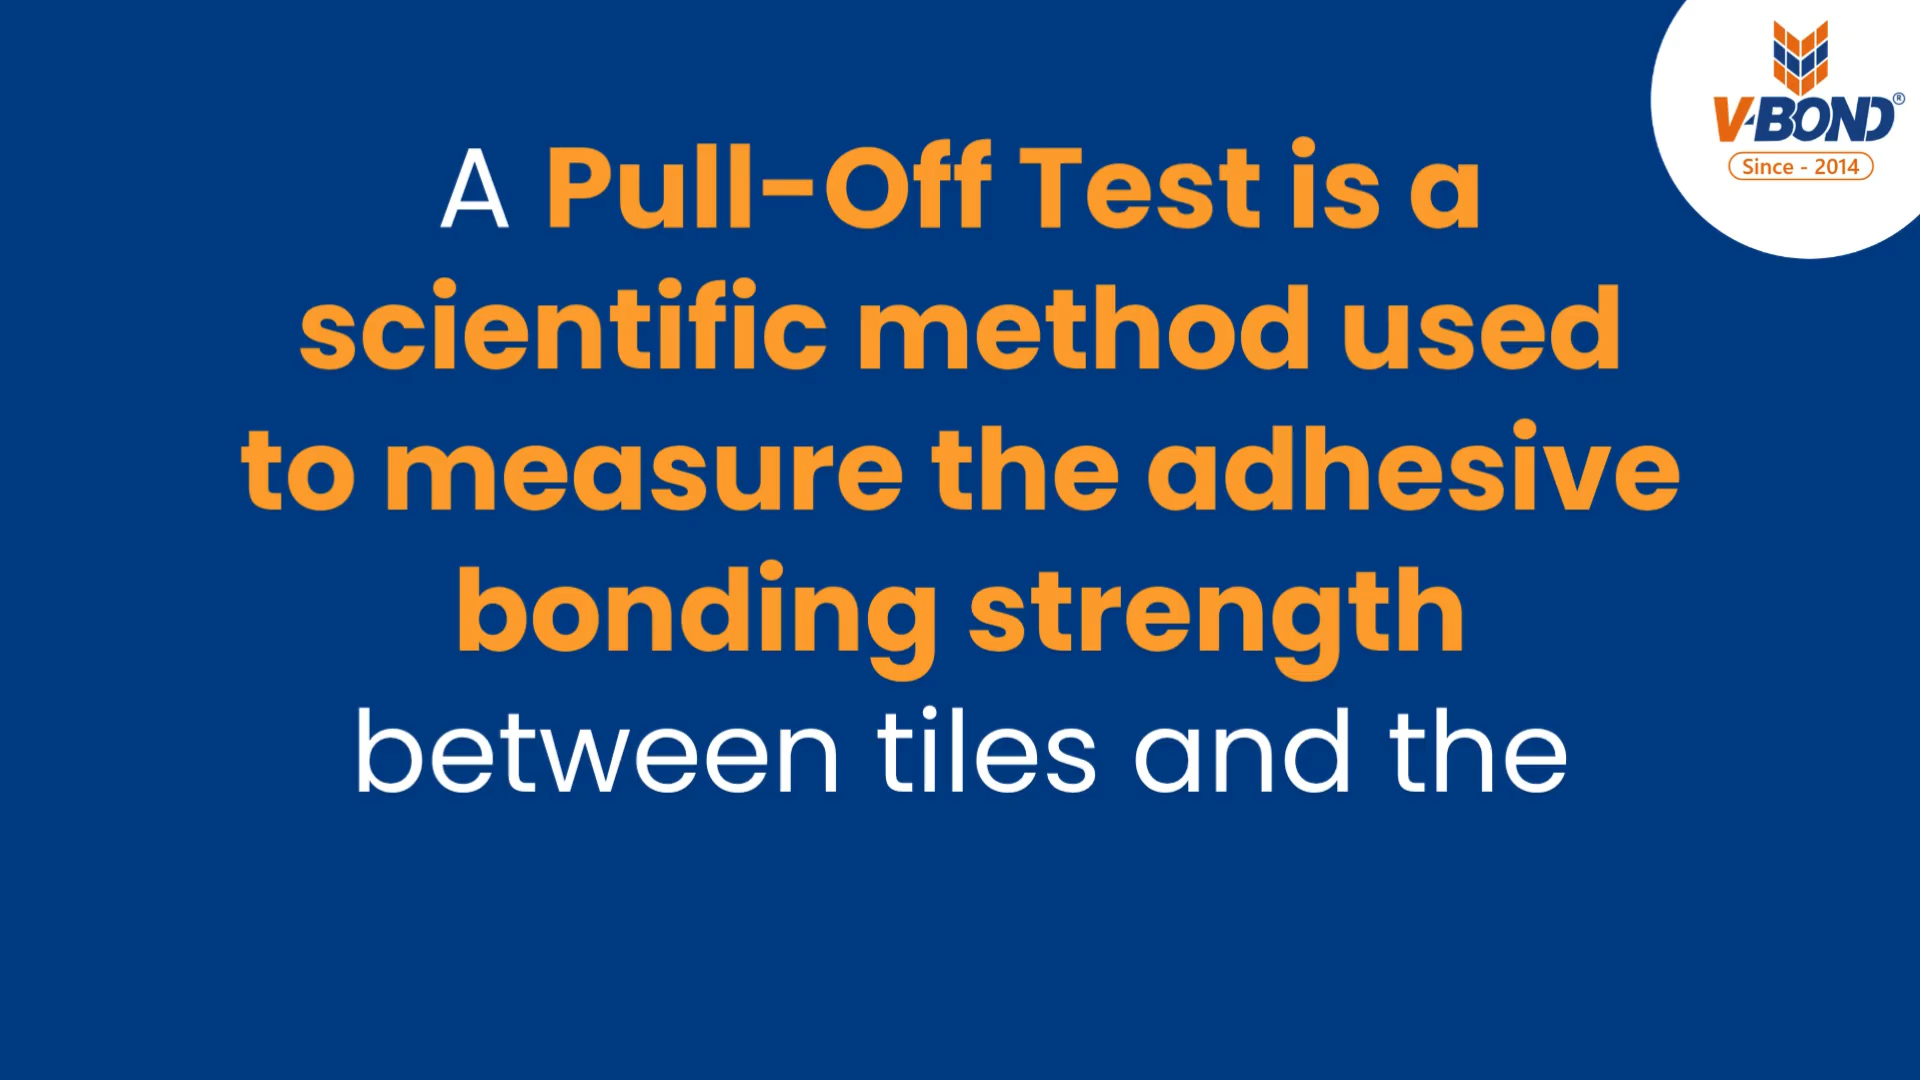 A Pull-Off Test is a
scientific method used
to measure the adhesive
bonding strength
between tiles and the
V-BOND®
Since - 2014